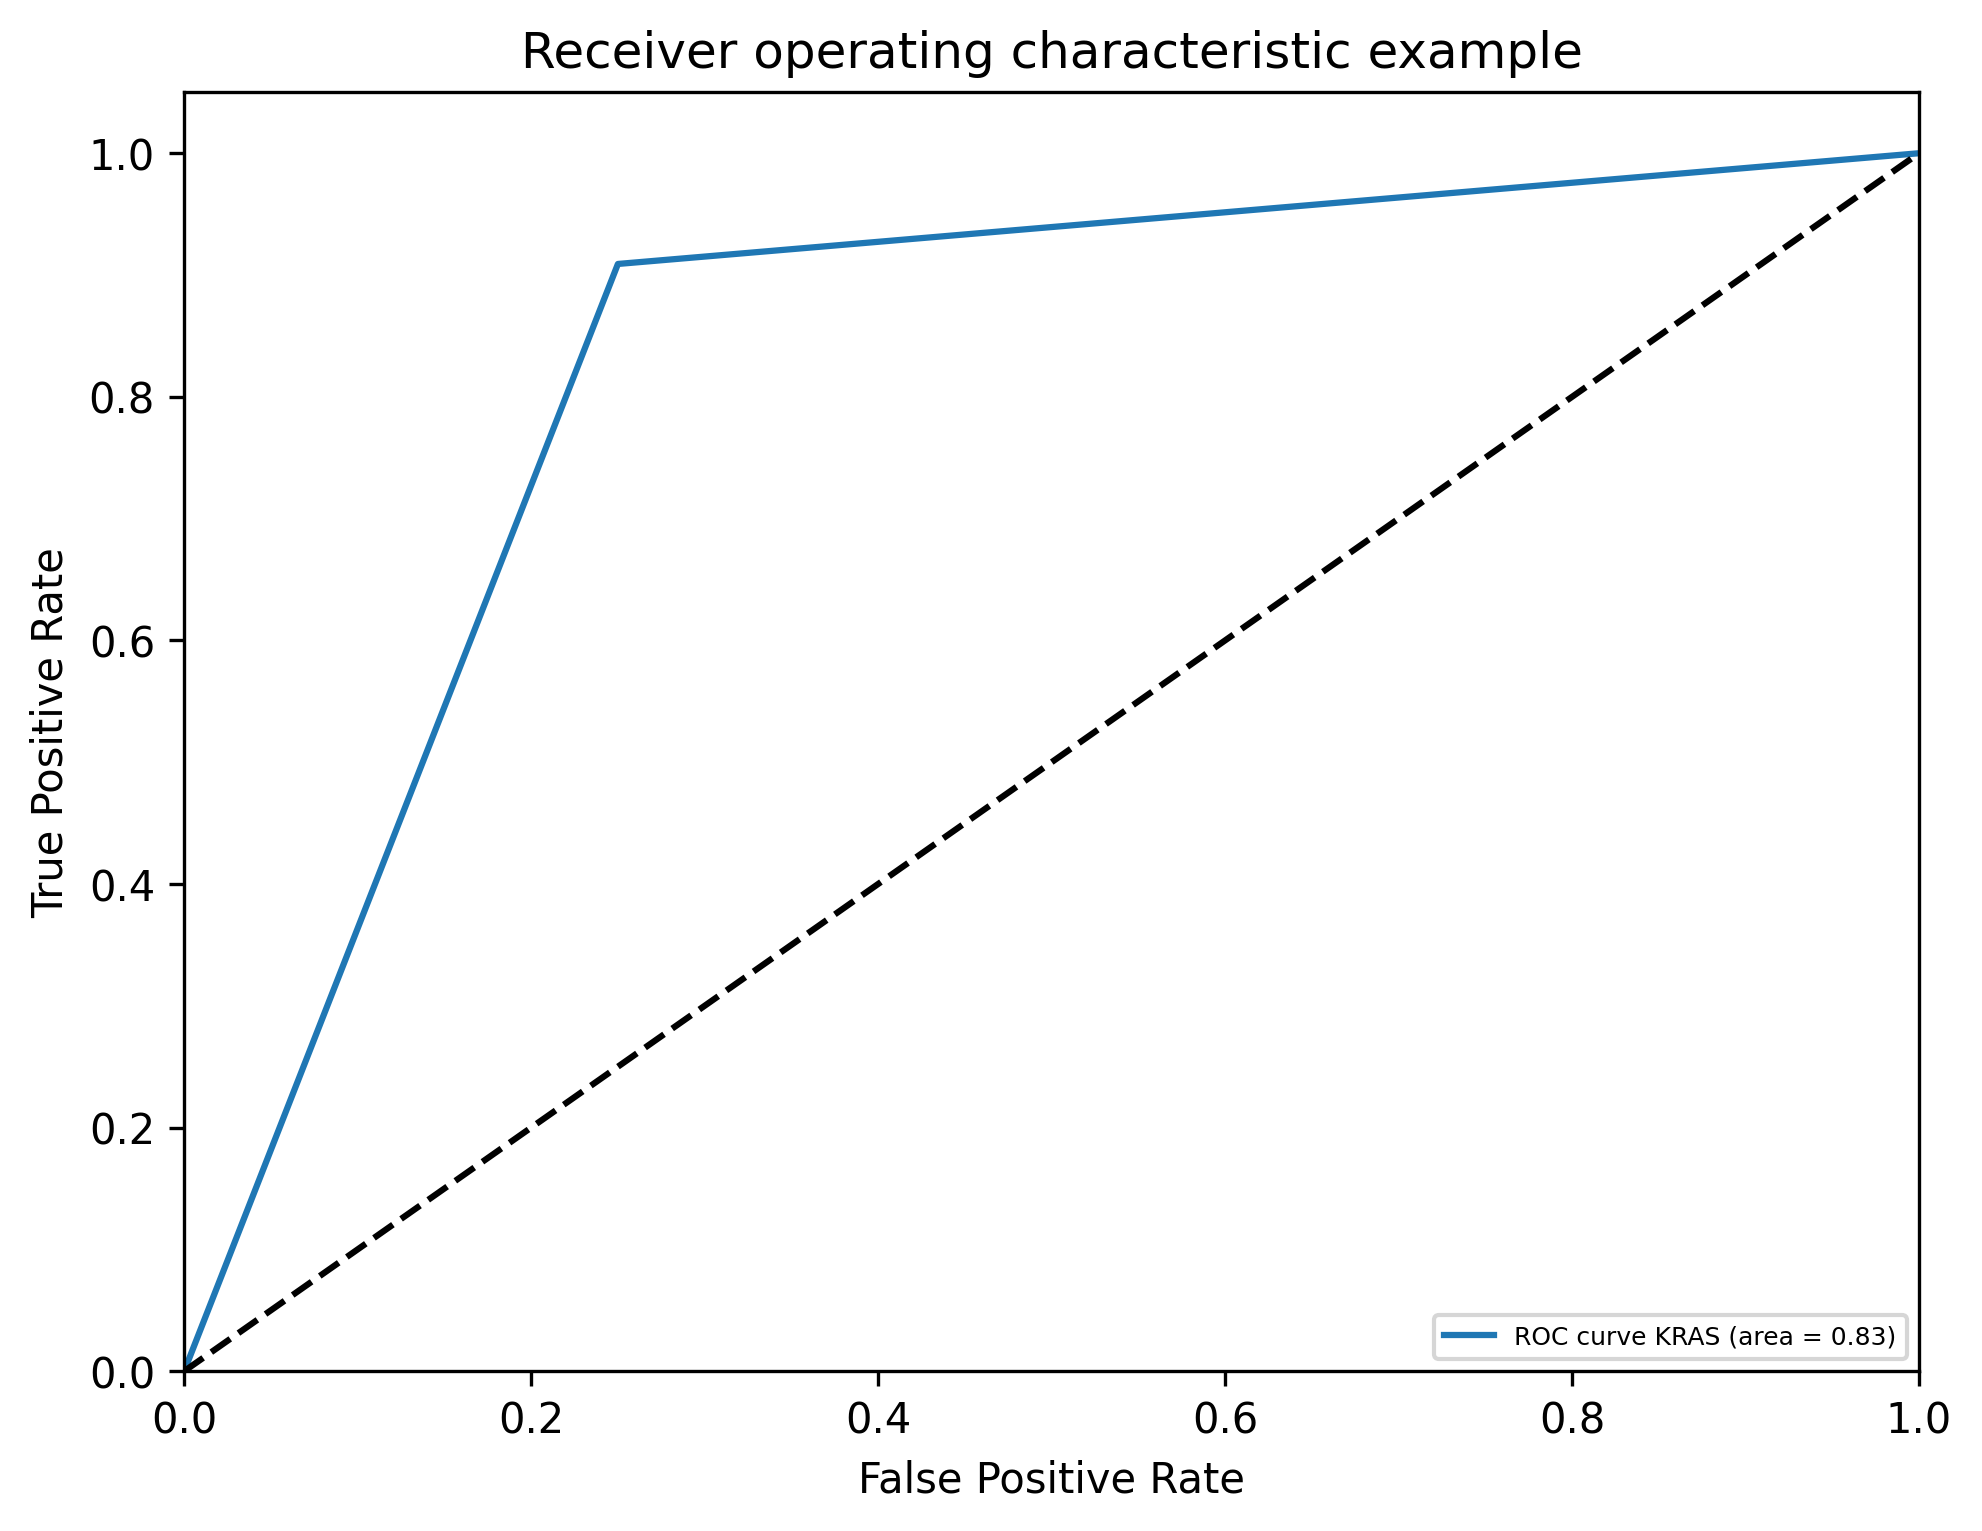 Receiver operating characteristic example
1.0
0.8
0.6
0.4
0.2
0.0
True Positive Rate
ROC curve KRAS (area = 0.83)
0.0 0.2 0.4 0.6 0.8 1.0
False Positive Rate